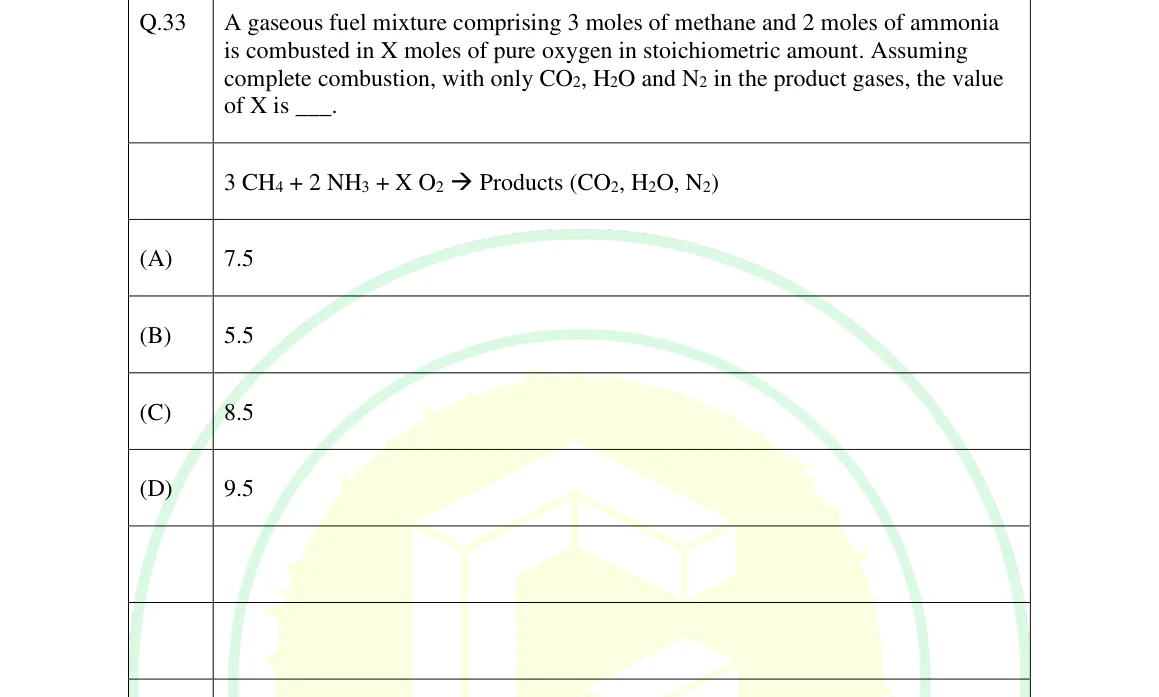 Q.33 A gaseous fuel mixture comprising 3 moles of methane and 2 moles of ammonia
is combusted in X moles of pure oxygen in stoichiometric amount. Assuming
complete combustion, with only CO₂, H₂O and N₂ in the product gases, the value
of X is ___.
3 CH₄ + 2 NH₃ + X O₂ → Products (CO₂, H₂O, N₂)
(A) 7.5
(B) 5.5
(C) 8.5
(D) 9.5